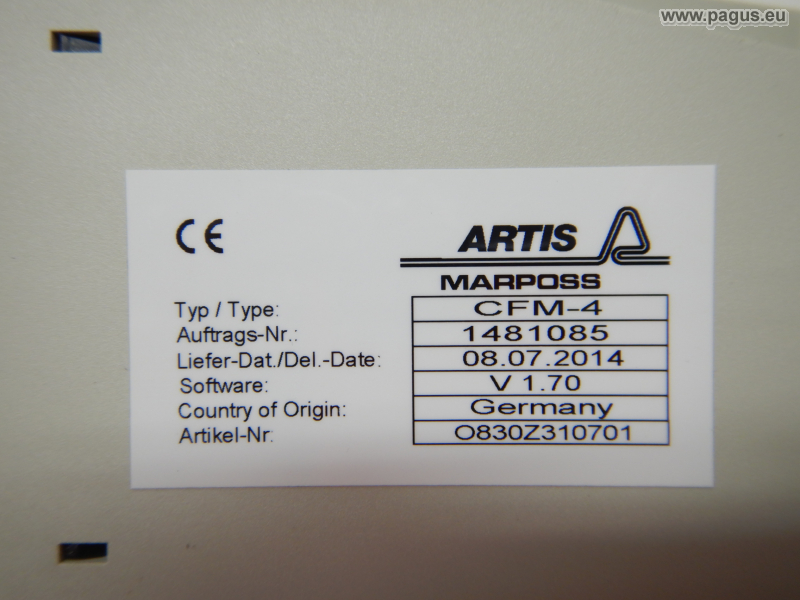 www.pagus.eu
CE
ARTIS
MARPOSS
Typ / Type: CFM-4
Auftrags-Nr.: 1481085
Liefer-Dat./Del.-Date: 08.07.2014
Software: V 1.70
Country of Origin: Germany
Artikel-Nr: O830Z310701